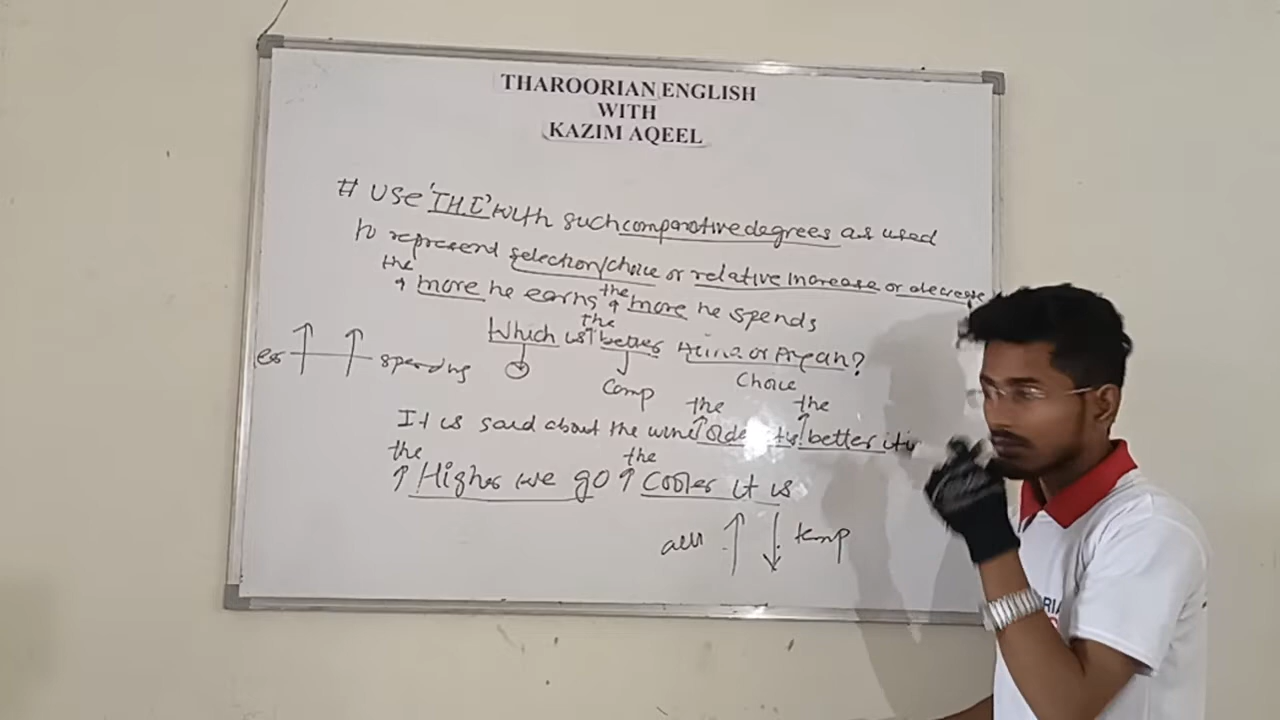 THAROORIAN ENGLISH
WITH
KAZIM AQEEL
# Use 'THE' with such comparative degrees as used
to represent selection/choice or relative increase or decrease
the the
more he earns more he spends
the
Which is better or ?
spending
Comp Choice
the the
It is said about the wine better it
the the
Higher we go cooler it is
temp